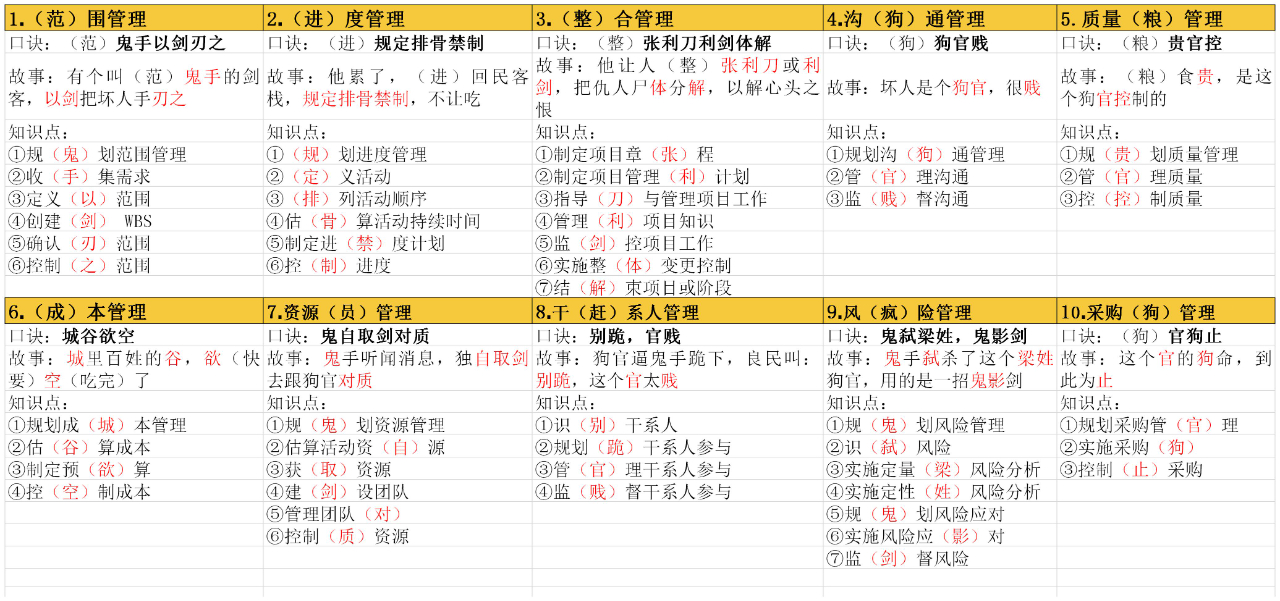 1.（范）围管理
口诀：（范）鬼手以剑刃之
故事：有个叫（范）鬼手的剑
客，以剑把坏人手刃之
知识点：
①规（鬼）划范围管理
②收（手）集需求
③定义（以）范围
④创建（剑） WBS
⑤确认（刃）范围
⑥控制（之）范围
2.（进）度管理
口诀：（进）规定排骨禁制
故事：他累了，（进）回民客
栈，规定排骨禁制，不让吃
知识点：
①（规）划进度管理
②（定）义活动
③（排）列活动顺序
④估（骨）算活动持续时间
⑤制定进（禁）度计划
⑥控（制）进度
3.（整）合管理
口诀：（整）张利刀利剑体解
故事：他让人（整）张利刀或利
剑，把仇人尸体分解，以解心头之
恨
知识点：
①制定项目章（张）程
②制定项目管理（利）计划
③指导（刀）与管理项目工作
④管理（利）项目知识
⑤监（剑）控项目工作
⑥实施整（体）变更控制
⑦结（解）束项目或阶段
4.沟（狗）通管理
口诀：（狗）狗官贱
故事：坏人是个狗官，很贱
知识点：
①规划沟（狗）通管理
②管（官）理沟通
③监（贱）督沟通
5.质量（粮）管理
口诀：（粮）贵官控
故事：（粮）食贵，是这
个狗官控制的
知识点：
①规（贵）划质量管理
②管（官）理质量
③控（控）制质量
6.（成）本管理
口诀：城谷欲空
故事：城里百姓的谷，欲（快
要）空（吃完）了
知识点：
①规划成（城）本管理
②估（谷）算成本
③制定预（欲）算
④控（空）制成本
7.资源（员）管理
口诀：鬼自取剑对质
故事：鬼手听闻消息，独自取剑
去跟狗官对质
知识点：
①规（鬼）划资源管理
②估算活动资（自）源
③获（取）资源
④建（剑）设团队
⑤管理团队（对）
⑥控制（质）资源
8.干（赶）系人管理
口诀：别跪，官贱
故事：狗官逼鬼手跪下，良民叫：
别跪，这个官太贱
知识点：
①识（别）干系人
②规划（跪）干系人参与
③管（官）理干系人参与
④监（贱）督干系人参与
9.风（疯）险管理
口诀：鬼弑梁姓，鬼影剑
故事：鬼手弑杀了这个梁姓
狗官，用的是一招鬼影剑
知识点：
①规（鬼）划风险管理
②识（弑）风险
③实施定量（梁）风险分析
④实施定性（姓）风险分析
⑤规（鬼）划风险应对
⑥实施风险应（影）对
⑦监（剑）督风险
10.采购（狗）管理
口诀：（狗）官狗止
故事：这个官的狗命，到
此为止
知识点：
①规划采购管（官）理
②实施采购（狗）
③控制（止）采购